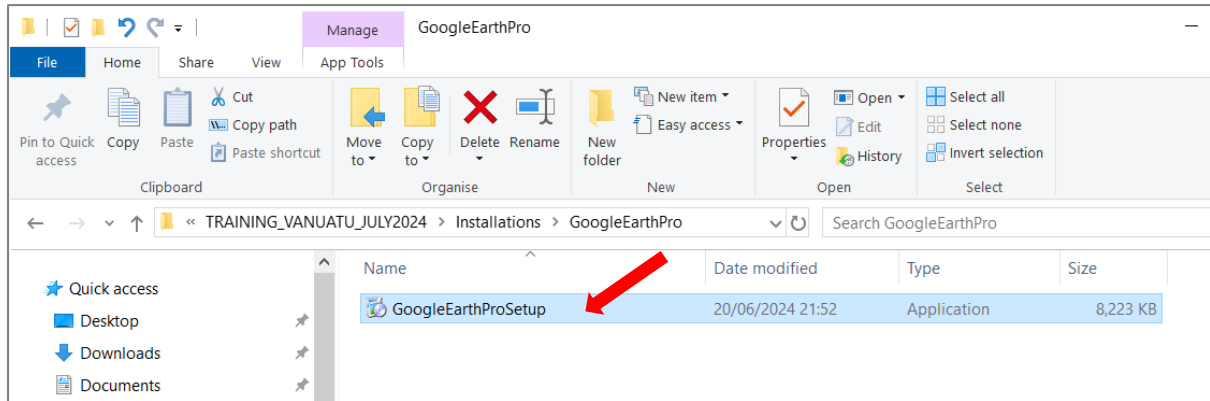 Manage GoogleEarthPro
File Home Share View App Tools
Pin to Quick access
Copy
Paste
Cut
Copy path
Paste shortcut
Clipboard
Move to
Copy to
Delete
Rename
Organise
New folder
New item
Easy access
New
Properties
Open
Edit
History
Open
Select all
Select none
Invert selection
Select
« TRAINING_VANUATU_JULY2024 > Installations > GoogleEarthPro
Search GoogleEarthPro
Quick access
Desktop
Downloads
Documents
Name Date modified Type Size
GoogleEarthProSetup 20/06/2024 21:52 Application 8,223 KB